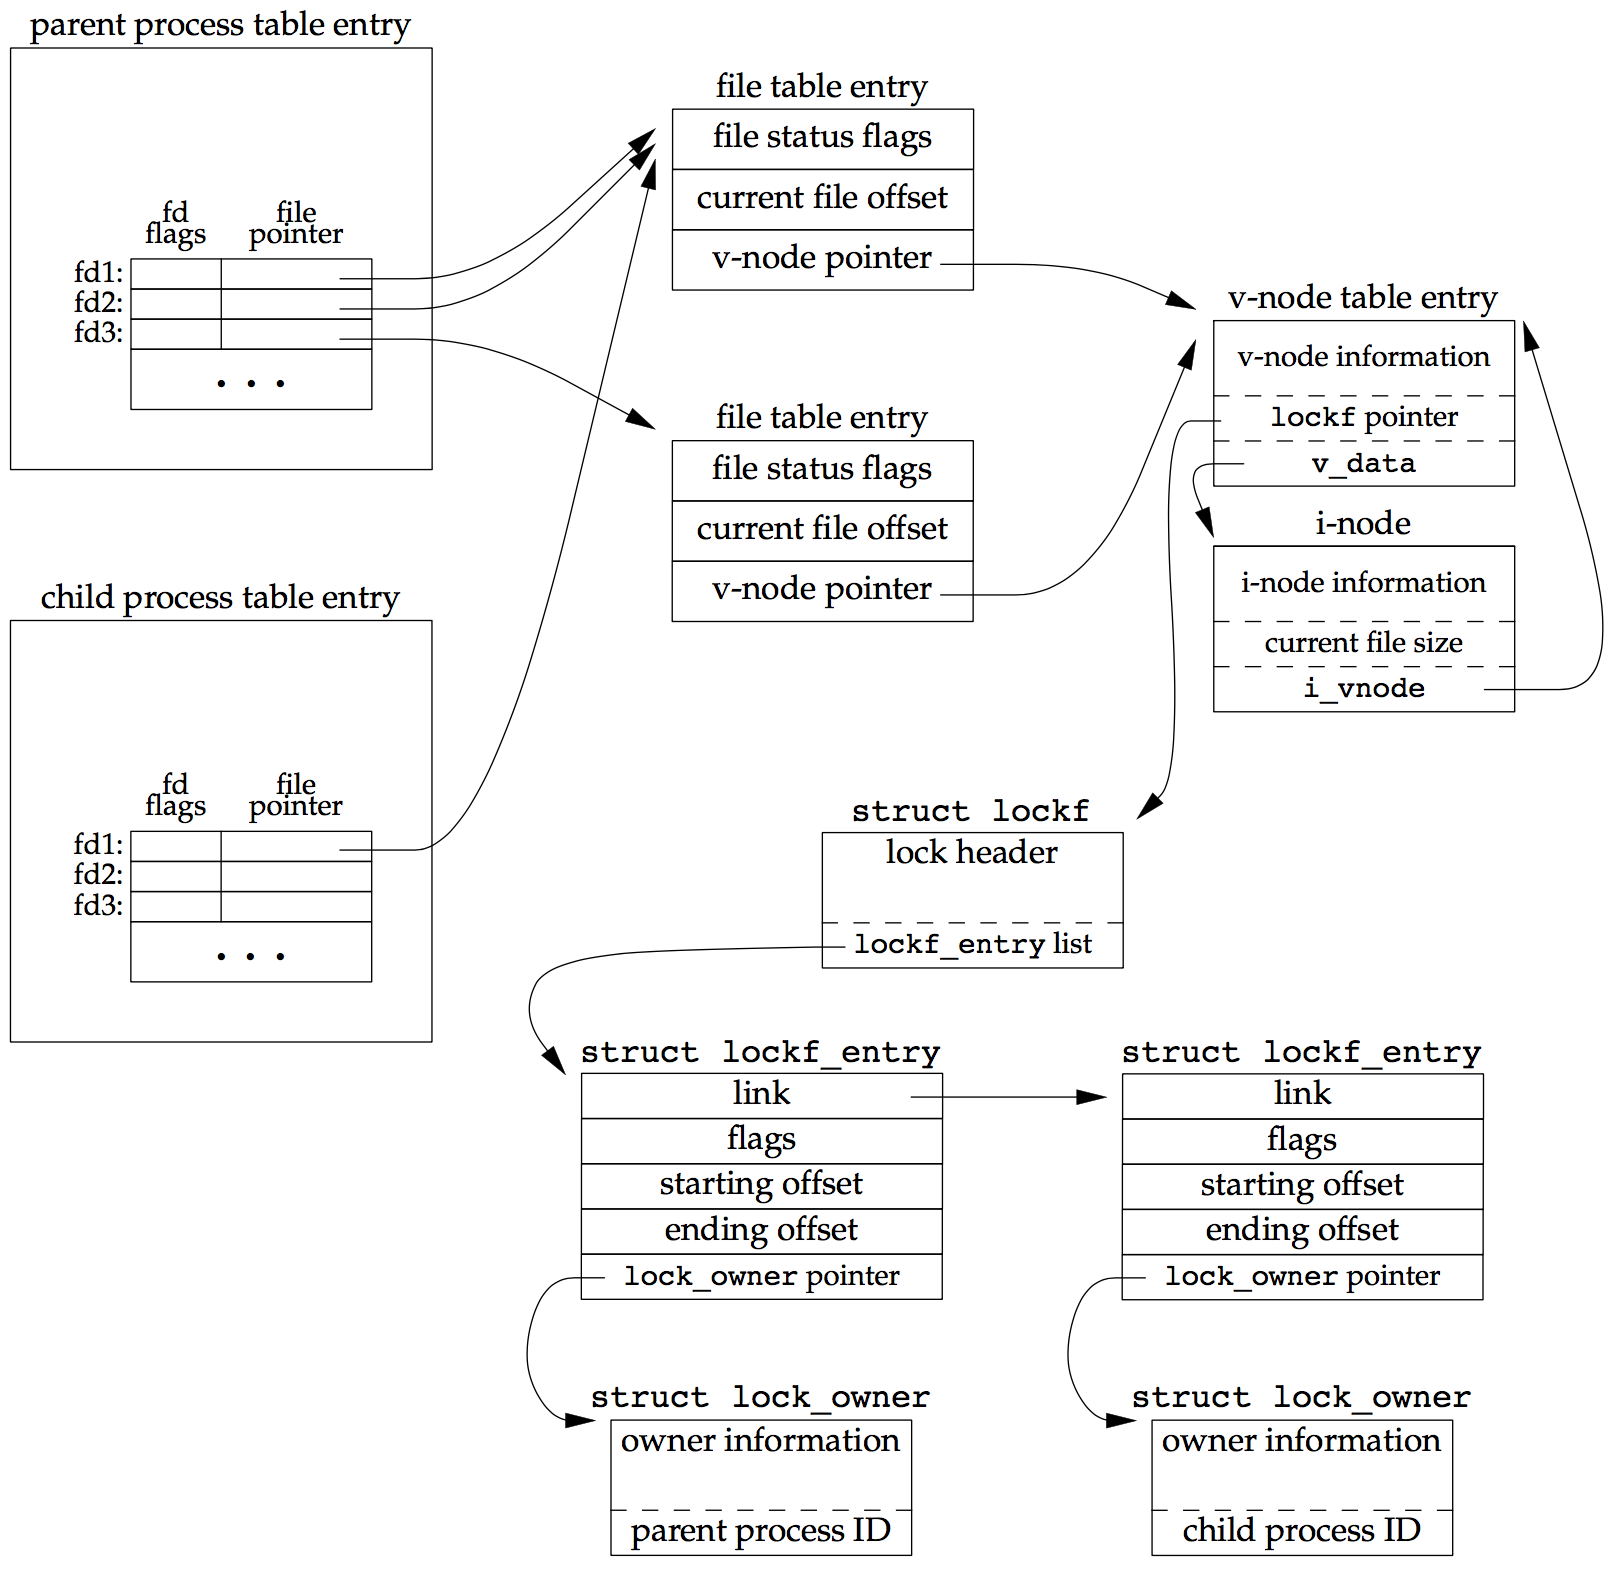 parent process table entry
fd flags
file pointer
fd1:
fd2:
fd3:
. . .
child process table entry
fd flags
file pointer
fd1:
fd2:
fd3:
. . .
file table entry
file status flags
current file offset
v-node pointer
file table entry
file status flags
current file offset
v-node pointer
v-node table entry
v-node information
lockf pointer
v_data
i-node
i-node information
current file size
i_vnode
struct lockf
lock header
lockf_entry list
struct lockf_entry
link
flags
starting offset
ending offset
lock_owner pointer
struct lockf_entry
link
flags
starting offset
ending offset
lock_owner pointer
struct lock_owner
owner information
parent process ID
struct lock_owner
owner information
child process ID